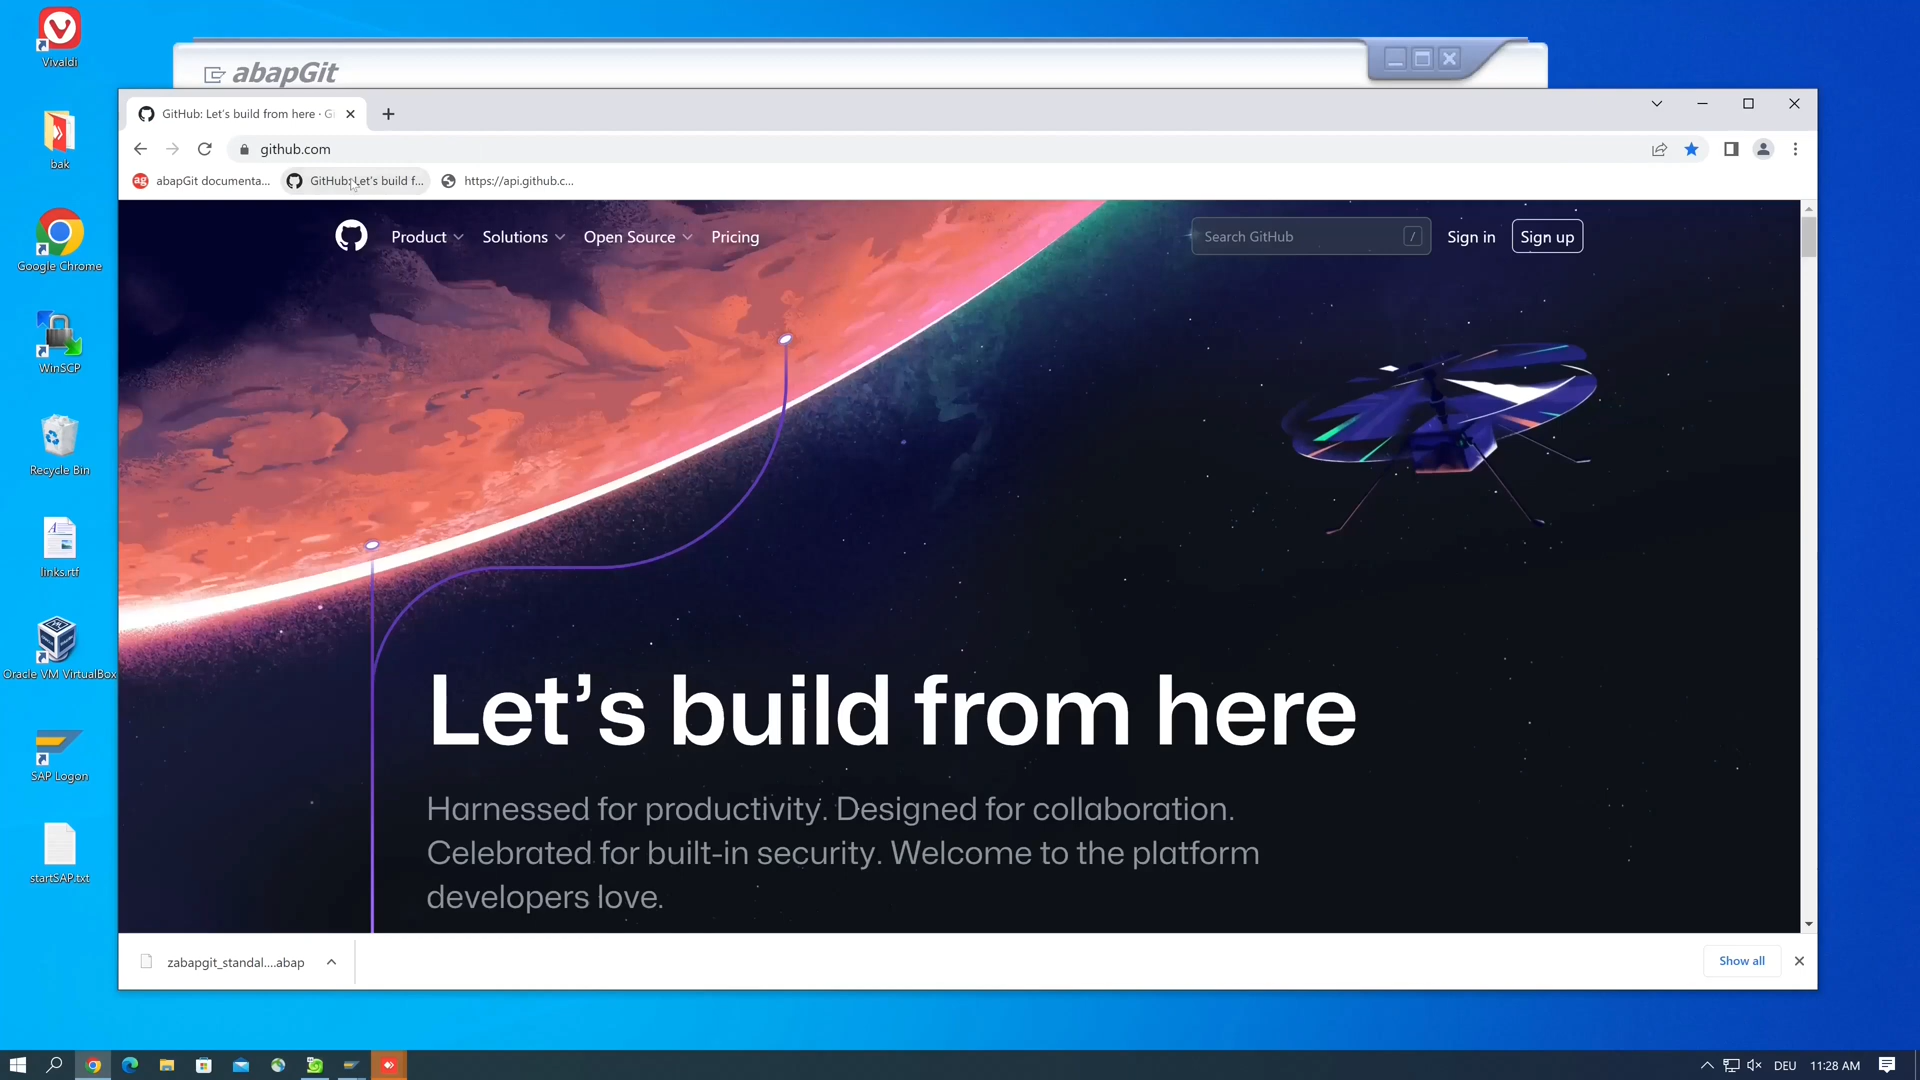 Vivaldi
bak
Google Chrome
WinSCP
Recycle Bin
links.rtf
Oracle VM VirtualBox
SAP Logon
startSAP.txt
abapGit
GitHub: Let's build from here · G
github.com
ag abapGit documenta...
GitHub: Let's build f...
https://api.github.c...
Product
Solutions
Open Source
Pricing
Search GitHub /
Sign in
Sign up
Let's build from here
Harnessed for productivity. Designed for collaboration.
Celebrated for built-in security. Welcome to the platform
developers love.
zabapgit_standal....abap
Show all
DEU
11:28 AM